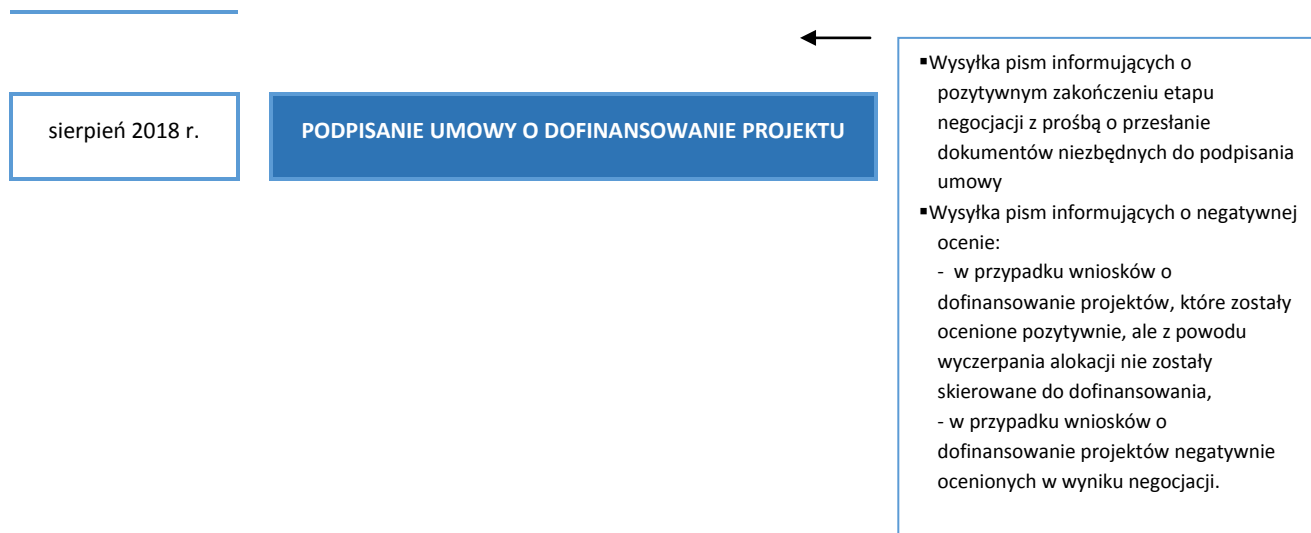 sierpień 2018 r.
PODPISANIE UMOWY O DOFINANSOWANIE PROJEKTU
▪Wysyłka pism informujących o
pozytywnym zakończeniu etapu
negocjacji z prośbą o przesłanie
dokumentów niezbędnych do podpisania
umowy
▪Wysyłka pism informujących o negatywnej
ocenie:
- w przypadku wniosków o
dofinansowanie projektów, które zostały
ocenione pozytywnie, ale z powodu
wyczerpania alokacji nie zostały
skierowane do dofinansowania,
- w przypadku wniosków o
dofinansowanie projektów negatywnie
ocenionych w wyniku negocjacji.